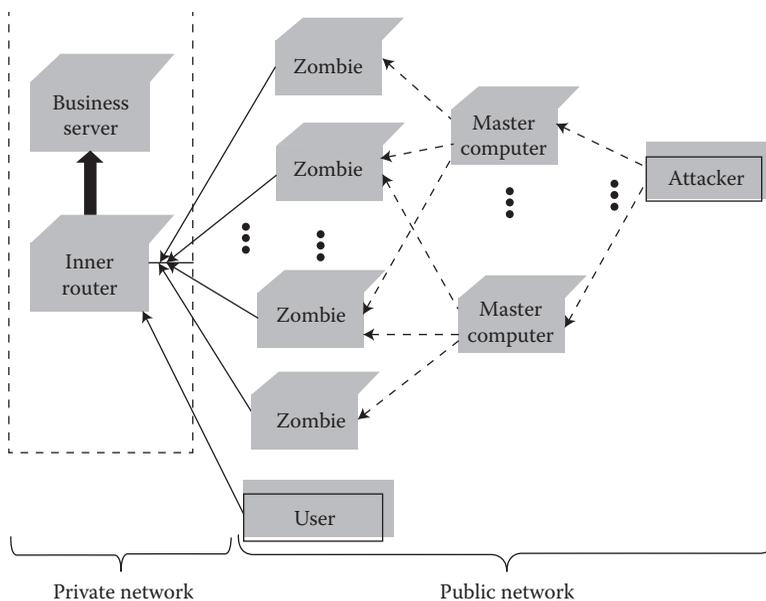 Zombie
Business
server
Master
computer
Zombie
Attacker
Inner
router
Zombie
Master
computer
Zombie
User
Private network
Public network